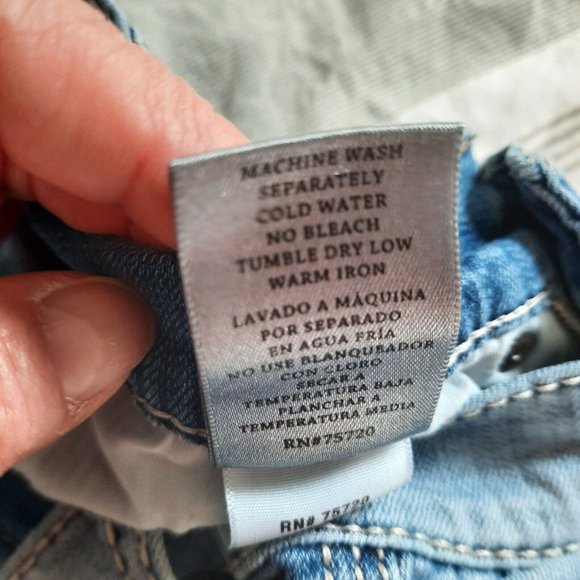 MACHINE WASH
SEPARATELY
COLD WATER
NO BLEACH
TUMBLE DRY LOW
WARM IRON
LAVADO A MÁQUINA
POR SEPARADO
EN AGUA FRÍA
NO USE BLANQUEADOR
CON CLORO
SECAR A
TEMPERATURA BAJA
PLANCHAR A
TEMPERATURA MEDIA
RN#75720
RN# 75720